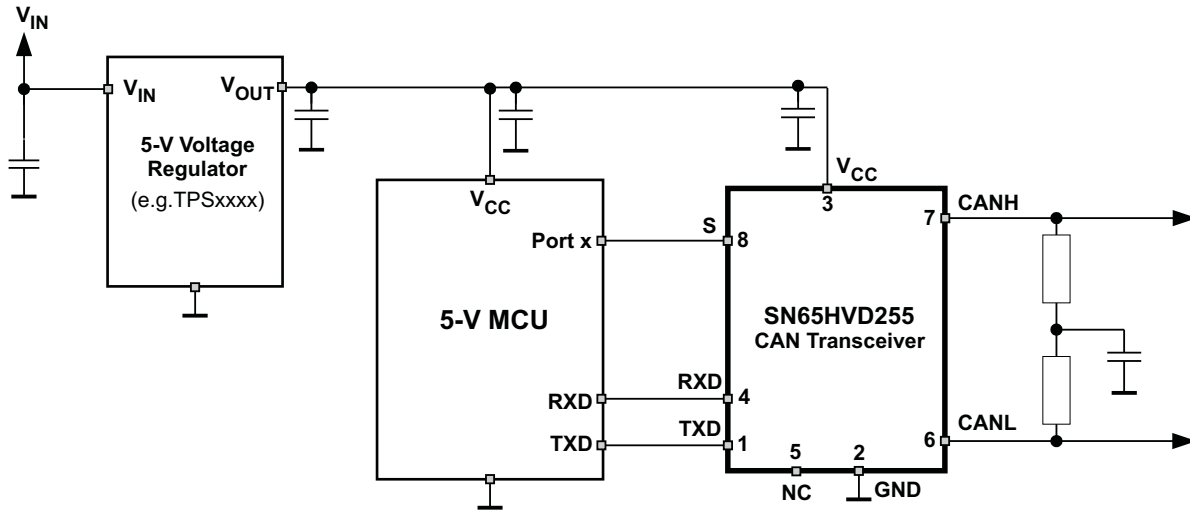 VIN
VIN
VOUT
5-V Voltage
Regulator
(e.g.TPSxxxx)
VCC
Port x
5-V MCU
RXD
TXD
S
RXD
TXD
VCC
3
8
7
SN65HVD255
CAN Transceiver
4
1
6
5
2
NC
GND
CANH
CANL